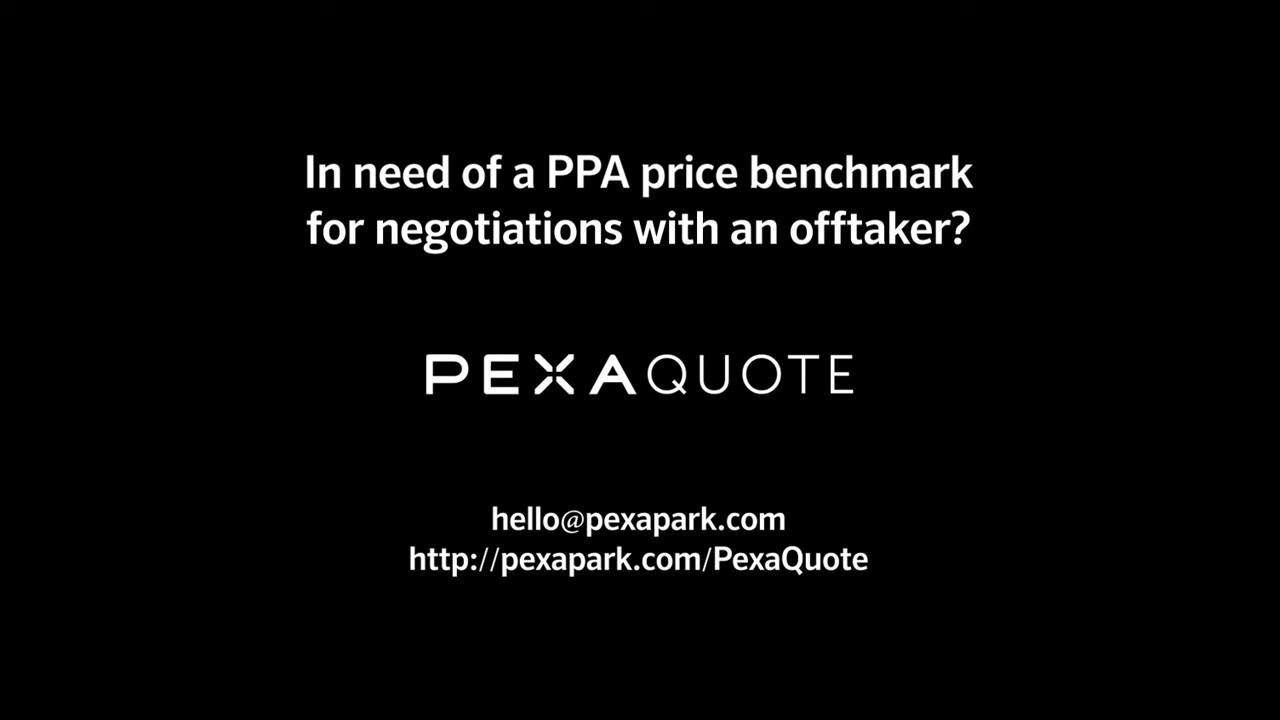 In need of a PPA price benchmark
for negotiations with an offtaker?
PEXAQUOTE
hello@pexapark.com
http://pexapark.com/PexaQuote